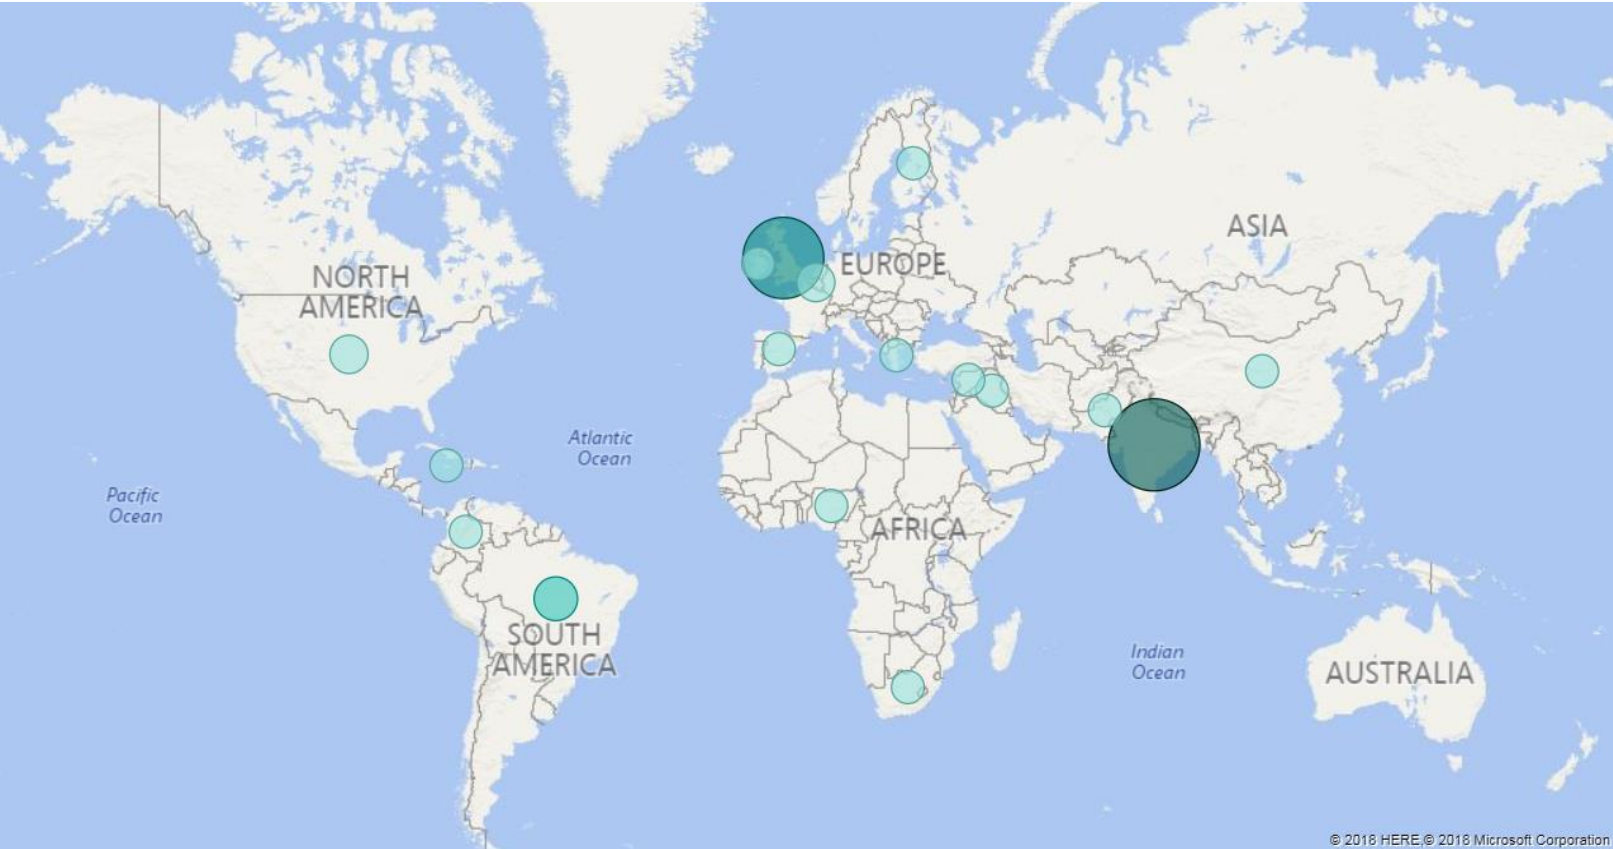 ASIA
EUROPE
NORTH
AMERICA
Atlantic
Ocean
Pacific
Ocean
AFRICA
SOUTH
AMERICA
Indian
Ocean
AUSTRALIA
© 2018 HERE,© 2018 Microsoft Corporation